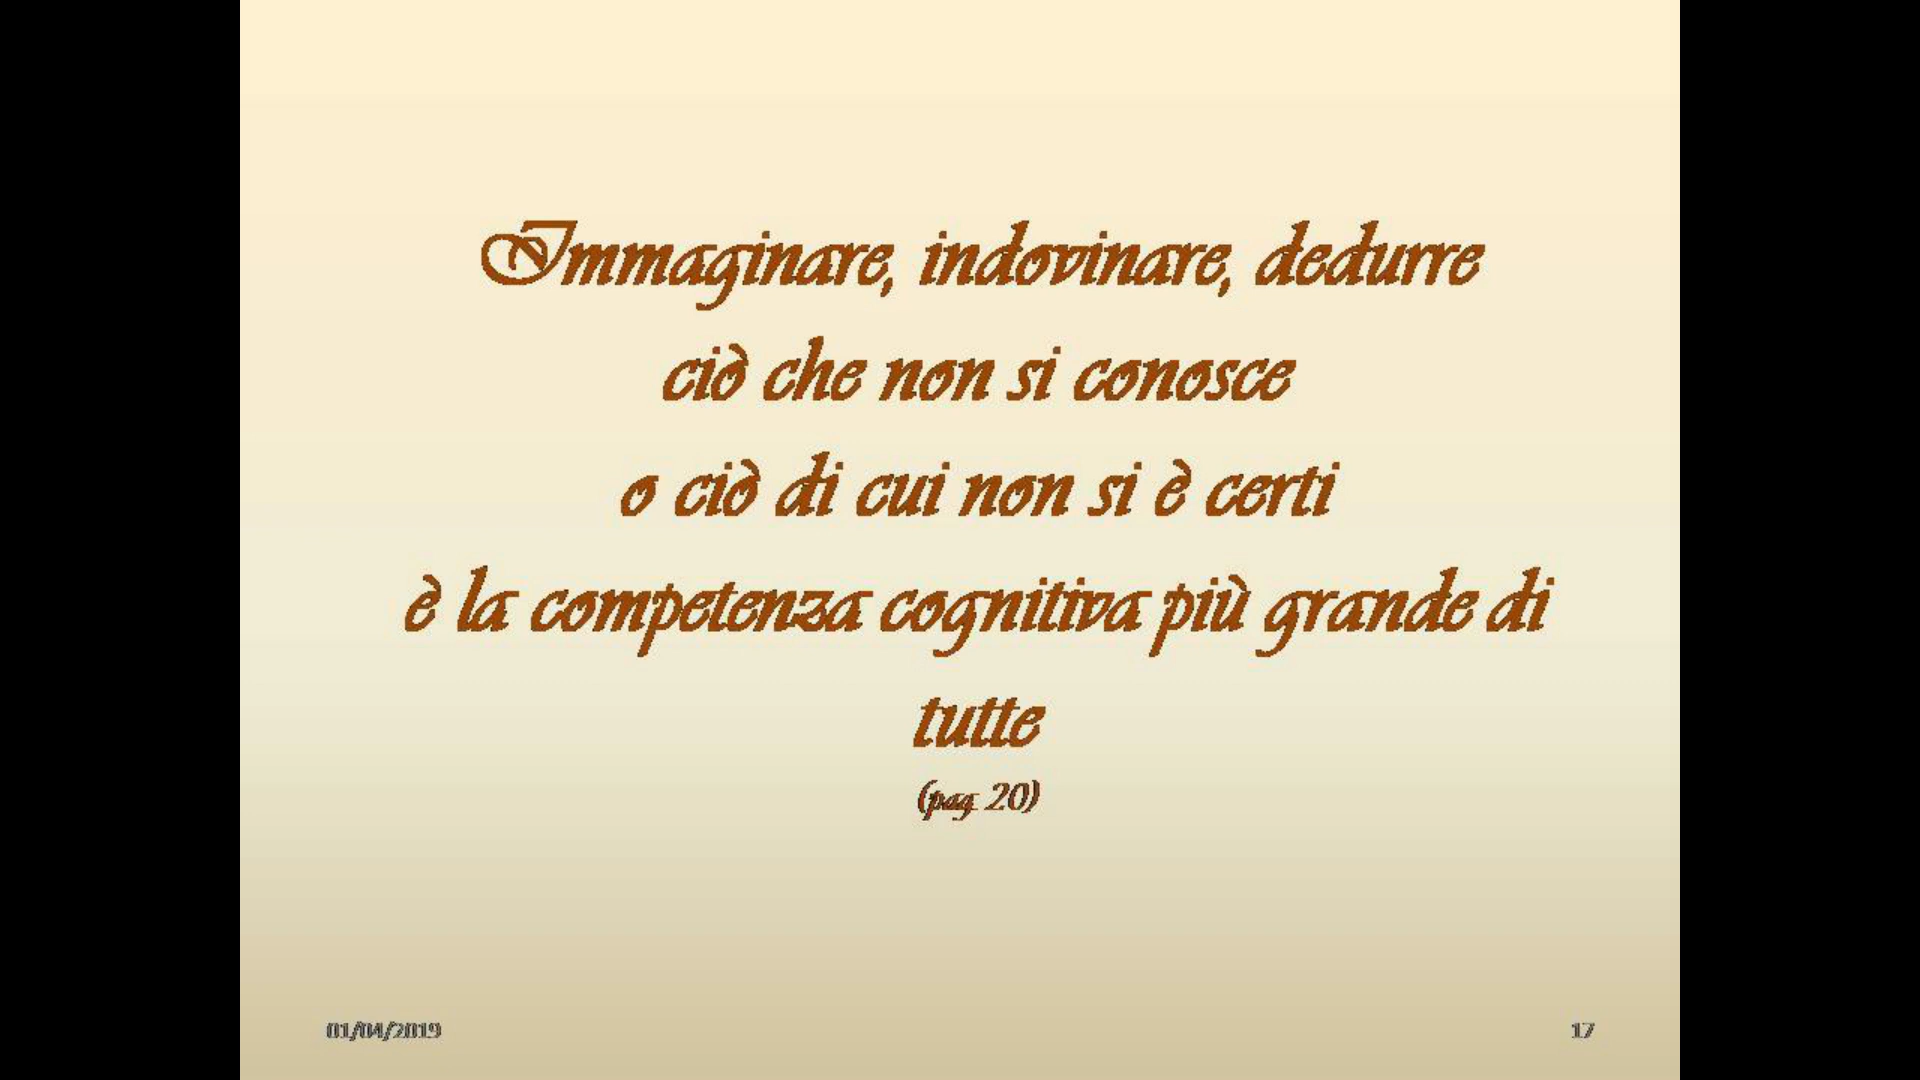 Immaginare, indovinare, dedurre
ciò che non si conosce
o ciò di cui non si è certi
è la competenza cognitiva più grande di
tutte
(pag. 20)
01/04/2019
17